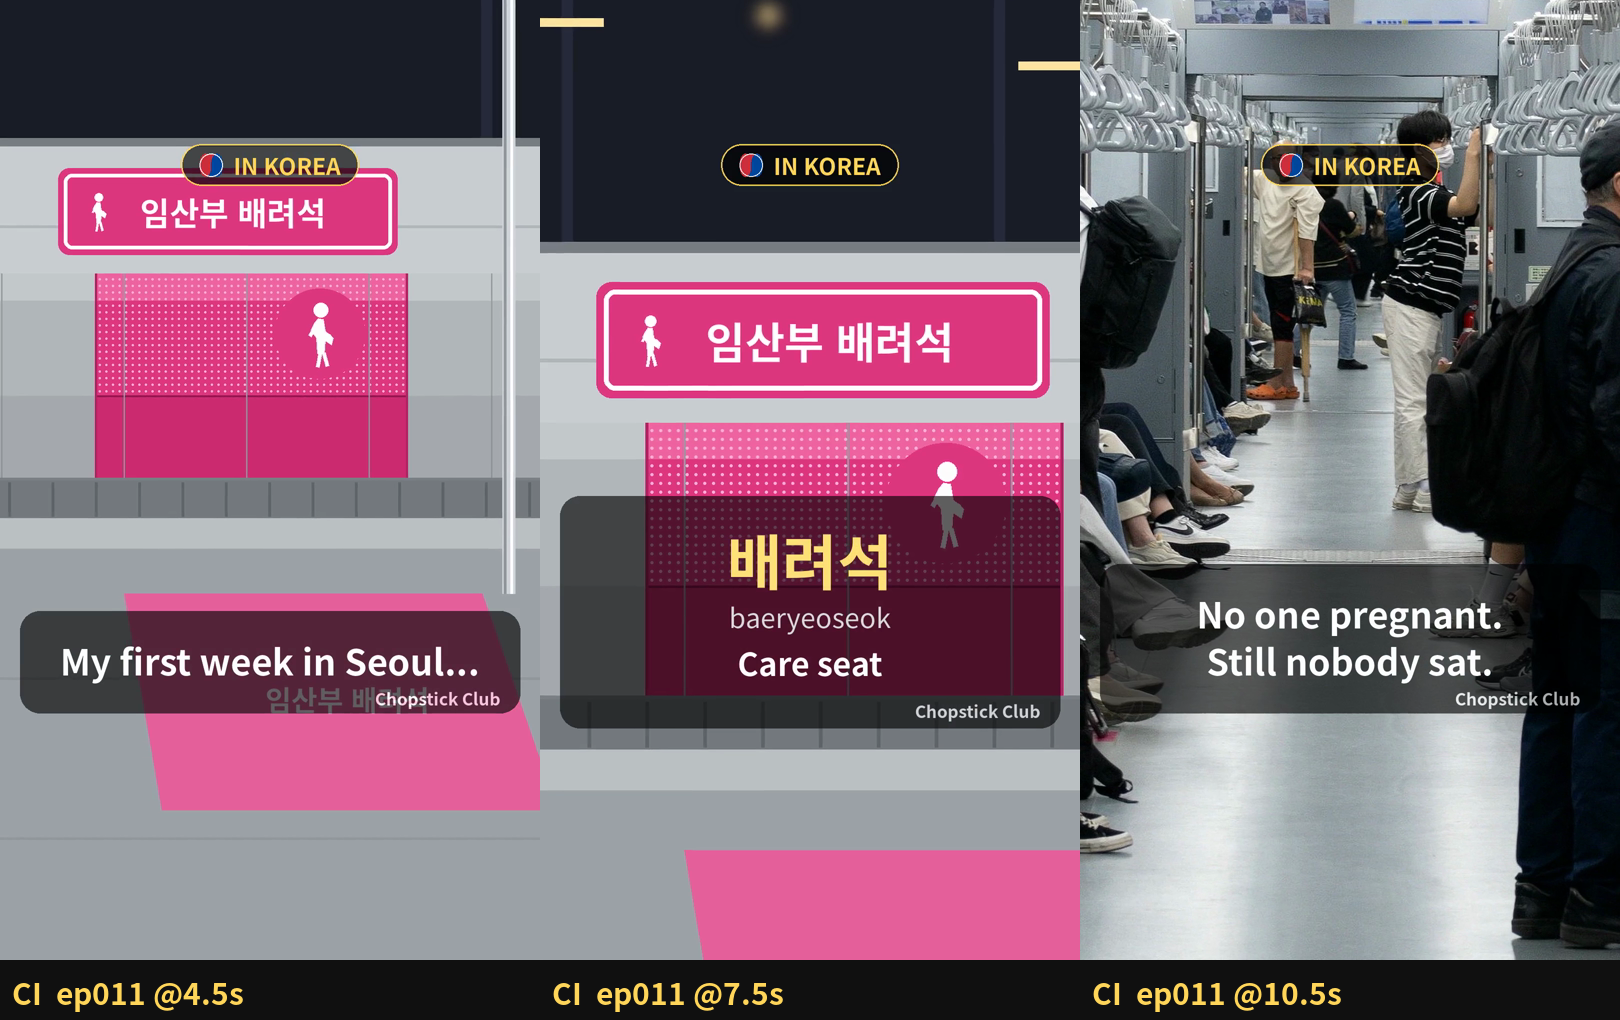 IN KOREA
임산부 배려석
My first week in Seoul...
임산부 배려석
Chopstick Club
CI ep011 @4.5s
IN KOREA
임산부 배려석
배려석
baeryeoseok
Care seat
Chopstick Club
CI ep011 @7.5s
IN KOREA
No one pregnant.
Still nobody sat.
Chopstick Club
CI ep011 @10.5s